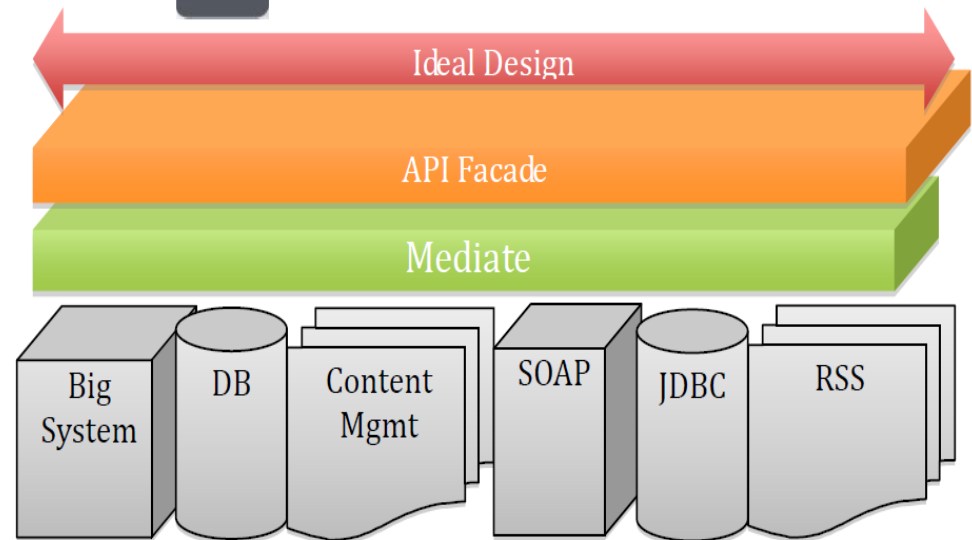 Ideal Design
API Facade
Mediate
Big
System
DB
Content
Mgmt
SOAP
JDBC
RSS